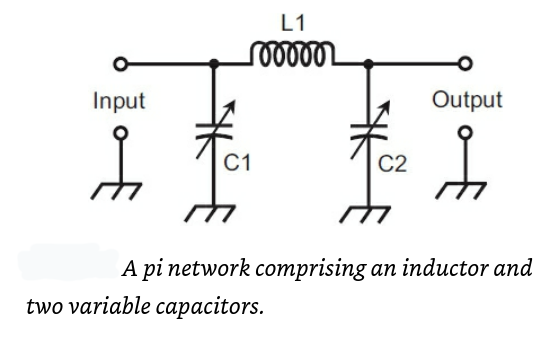 L1
Input
Output
C1
C2
A pi network comprising an inductor and
two variable capacitors.